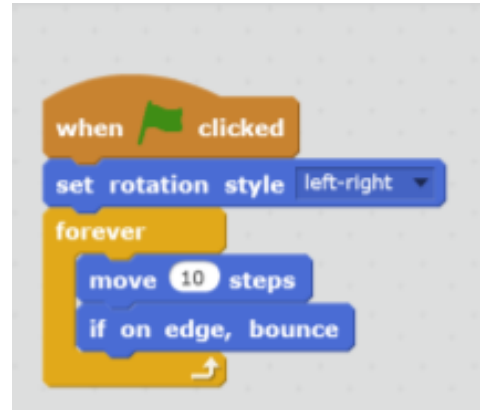 when clicked
set rotation style left-right
forever
move 10 steps
if on edge, bounce